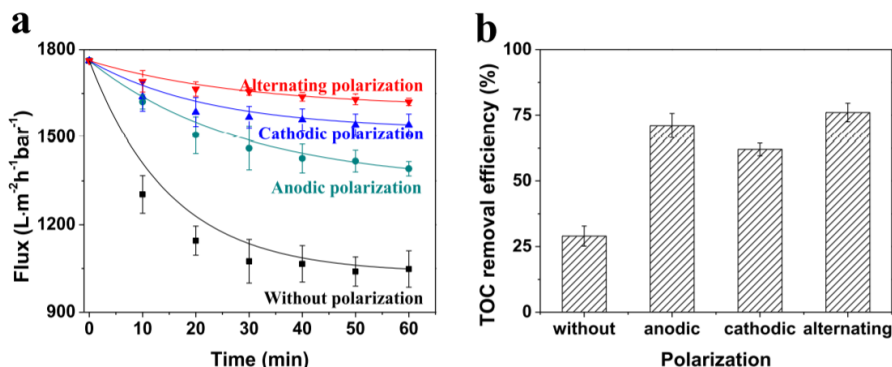 a
1800
1500
1200
900
Flux (L·m⁻²h⁻¹bar⁻¹)
Alternating polarization
Cathodic polarization
Anodic polarization
Without polarization
0 10 20 30 40 50 60
Time (min)
b
100
75
50
25
0
TOC removal efficiency (%)
without anodic cathodic alternating
Polarization